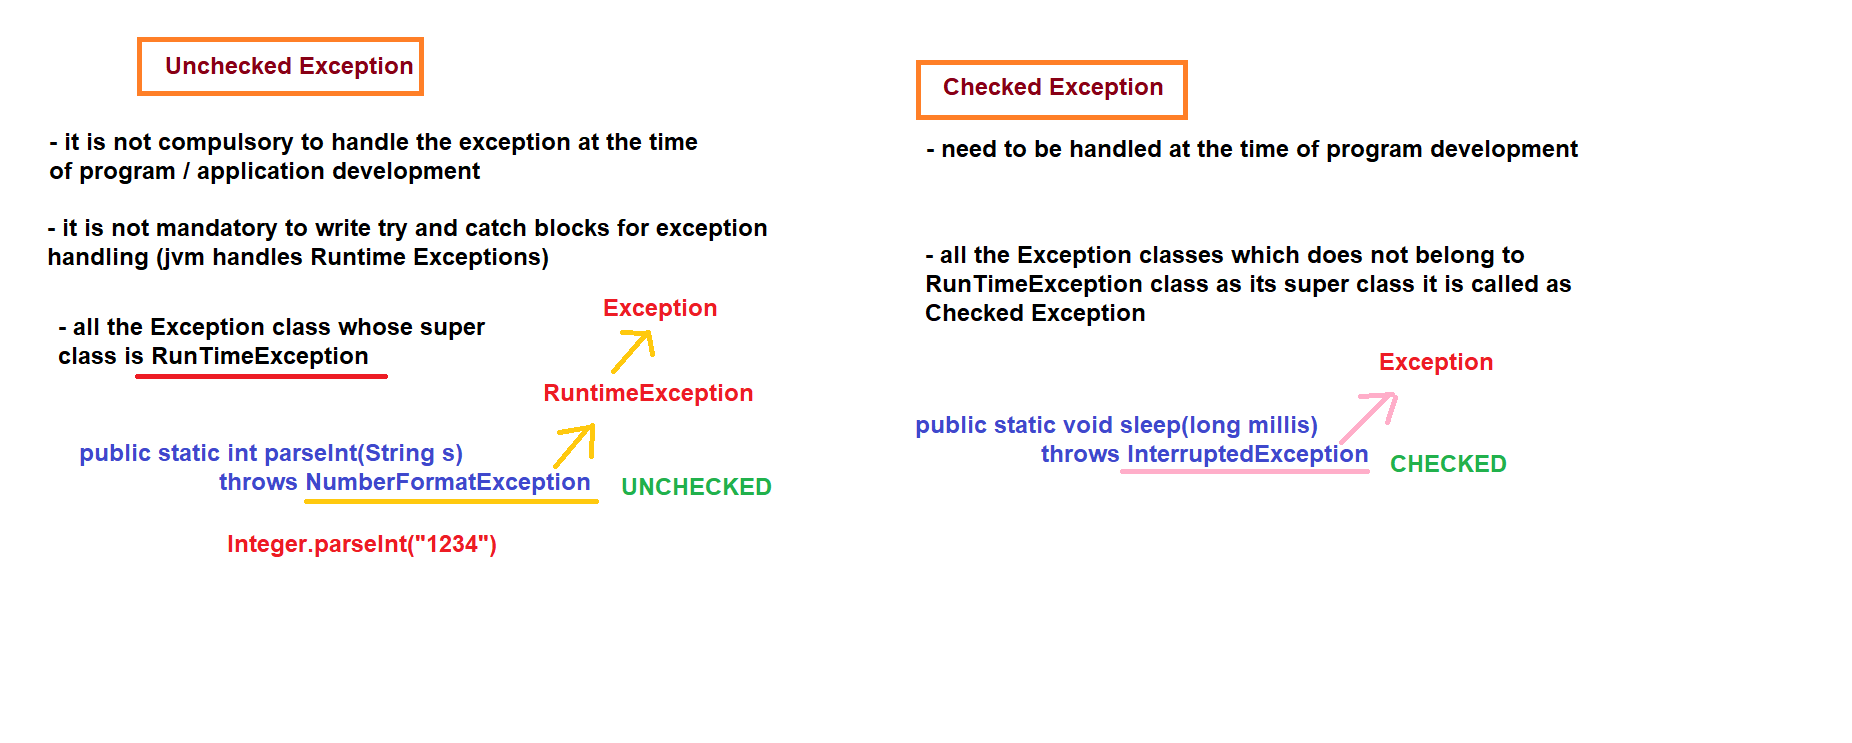 Unchecked Exception
- it is not compulsory to handle the exception at the time
of program / application development
- it is not mandatory to write try and catch blocks for exception
handling (jvm handles Runtime Exceptions)
- all the Exception class whose super
class is RunTimeException
Exception
RuntimeException
public static int parseInt(String s)
throws NumberFormatException
UNCHECKED
Integer.parseInt("1234")
Checked Exception
- need to be handled at the time of program development
- all the Exception classes which does not belong to
RunTimeException class as its super class it is called as
Checked Exception
Exception
public static void sleep(long millis)
throws InterruptedException
CHECKED